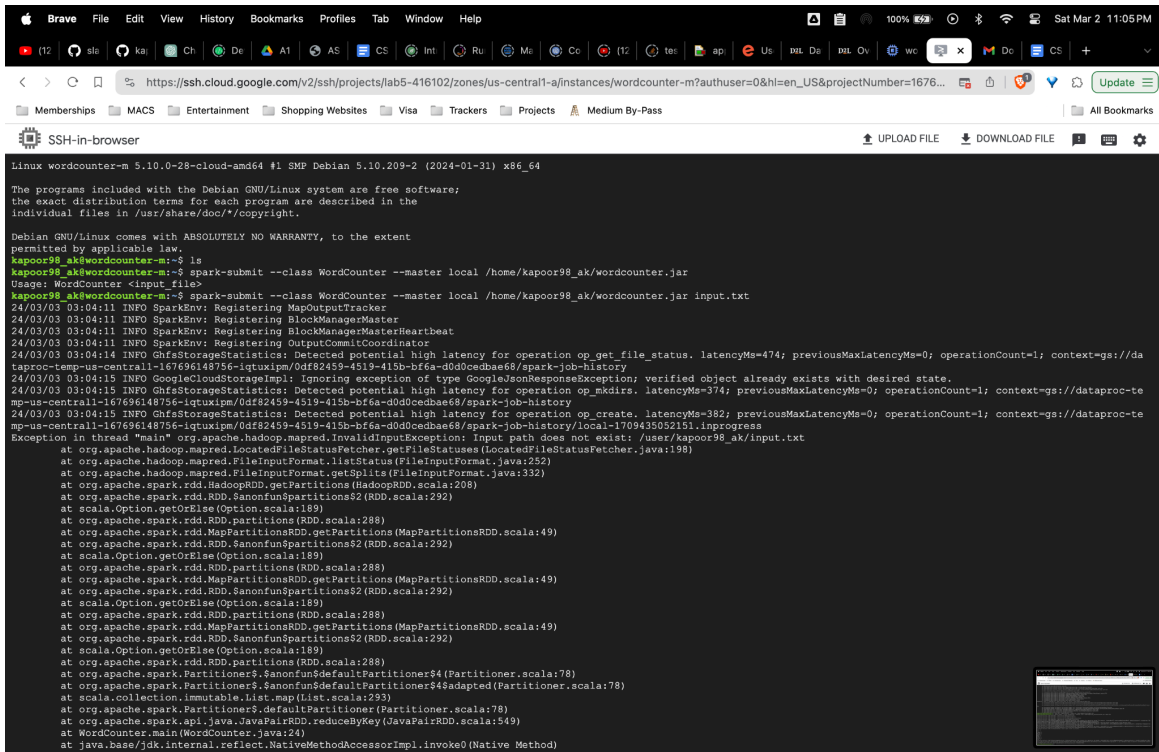 Brave File Edit View History Bookmarks Profiles Tab Window Help 100% Sat Mar 2 11:05 PM
(12 sla kap Ch De A1 AS CS Int Ru Ma Co (12 tes ap Us D2L Da D2L Ov wo Do CS
https://ssh.cloud.google.com/v2/ssh/projects/lab5-416102/zones/us-central1-a/instances/wordcounter-m?authuser=0&hl=en_US&projectNumber=1676... Update
Memberships MACS Entertainment Shopping Websites Visa Trackers Projects Medium By-Pass All Bookmarks
SSH-in-browser UPLOAD FILE DOWNLOAD FILE
Linux wordcounter-m 5.10.0-28-cloud-amd64 #1 SMP Debian 5.10.209-2 (2024-01-31) x86_64
The programs included with the Debian GNU/Linux system are free software;
the exact distribution terms for each program are described in the
individual files in /usr/share/doc/*/copyright.
Debian GNU/Linux comes with ABSOLUTELY NO WARRANTY, to the extent
permitted by applicable law.
kapoor98_ak@wordcounter-m:~$ ls
kapoor98_ak@wordcounter-m:~$ spark-submit --class WordCounter --master local /home/kapoor98_ak/wordcounter.jar
Usage: WordCounter <input_file>
kapoor98_ak@wordcounter-m:~$ spark-submit --class WordCounter --master local /home/kapoor98_ak/wordcounter.jar input.txt
24/03/03 03:04:11 INFO SparkEnv: Registering MapOutputTracker
24/03/03 03:04:11 INFO SparkEnv: Registering BlockManagerMaster
24/03/03 03:04:11 INFO SparkEnv: Registering BlockManagerMasterHeartbeat
24/03/03 03:04:11 INFO SparkEnv: Registering OutputCommitCoordinator
24/03/03 03:04:14 INFO GhfsStorageStatistics: Detected potential high latency for operation op_get_file_status. latencyMs=474; previousMaxLatencyMs=0; operationCount=1; context=gs://da
taproc-temp-us-central1-167696148756-iqtuxipm/0df82459-4519-415b-bf6a-d0d0cedbae68/spark-job-history
24/03/03 03:04:15 INFO GoogleCloudStorageImpl: Ignoring exception of type GoogleJsonResponseException; verified object already exists with desired state.
24/03/03 03:04:15 INFO GhfsStorageStatistics: Detected potential high latency for operation op_mkdirs. latencyMs=374; previousMaxLatencyMs=0; operationCount=1; context=gs://dataproc-te
mp-us-central1-167696148756-iqtuxipm/0df82459-4519-415b-bf6a-d0d0cedbae68/spark-job-history
24/03/03 03:04:15 INFO GhfsStorageStatistics: Detected potential high latency for operation op_create. latencyMs=382; previousMaxLatencyMs=0; operationCount=1; context=gs://dataproc-te
mp-us-central1-167696148756-iqtuxipm/0df82459-4519-415b-bf6a-d0d0cedbae68/spark-job-history/local-1709435052151.inprogress
Exception in thread "main" org.apache.hadoop.mapred.InvalidInputException: Input path does not exist: /user/kapoor98_ak/input.txt
at org.apache.hadoop.mapred.LocatedFileStatusFetcher.getFileStatuses(LocatedFileStatusFetcher.java:198)
at org.apache.hadoop.mapred.FileInputFormat.listStatus(FileInputFormat.java:252)
at org.apache.hadoop.mapred.FileInputFormat.getSplits(FileInputFormat.java:332)
at org.apache.spark.rdd.HadoopRDD.getPartitions(HadoopRDD.scala:208)
at org.apache.spark.rdd.RDD.$anonfun$partitions$2(RDD.scala:292)
at scala.Option.getOrElse(Option.scala:189)
at org.apache.spark.rdd.RDD.partitions(RDD.scala:288)
at org.apache.spark.rdd.MapPartitionsRDD.getPartitions(MapPartitionsRDD.scala:49)
at org.apache.spark.rdd.RDD.$anonfun$partitions$2(RDD.scala:292)
at scala.Option.getOrElse(Option.scala:189)
at org.apache.spark.rdd.RDD.partitions(RDD.scala:288)
at org.apache.spark.rdd.MapPartitionsRDD.getPartitions(MapPartitionsRDD.scala:49)
at org.apache.spark.rdd.RDD.$anonfun$partitions$2(RDD.scala:292)
at scala.Option.getOrElse(Option.scala:189)
at org.apache.spark.rdd.RDD.partitions(RDD.scala:288)
at org.apache.spark.rdd.MapPartitionsRDD.getPartitions(MapPartitionsRDD.scala:49)
at org.apache.spark.rdd.RDD.$anonfun$partitions$2(RDD.scala:292)
at scala.Option.getOrElse(Option.scala:189)
at org.apache.spark.rdd.RDD.partitions(RDD.scala:288)
at org.apache.spark.Partitioner$.$anonfun$defaultPartitioner$4(Partitioner.scala:78)
at org.apache.spark.Partitioner$.$anonfun$defaultPartitioner$4$adapted(Partitioner.scala:78)
at scala.collection.immutable.List.map(List.scala:293)
at org.apache.spark.Partitioner$.defaultPartitioner(Partitioner.scala:78)
at org.apache.spark.api.java.JavaPairRDD.reduceByKey(JavaPairRDD.scala:549)
at WordCounter.main(WordCounter.java:24)
at java.base/jdk.internal.reflect.NativeMethodAccessorImpl.invoke0(Native Method)